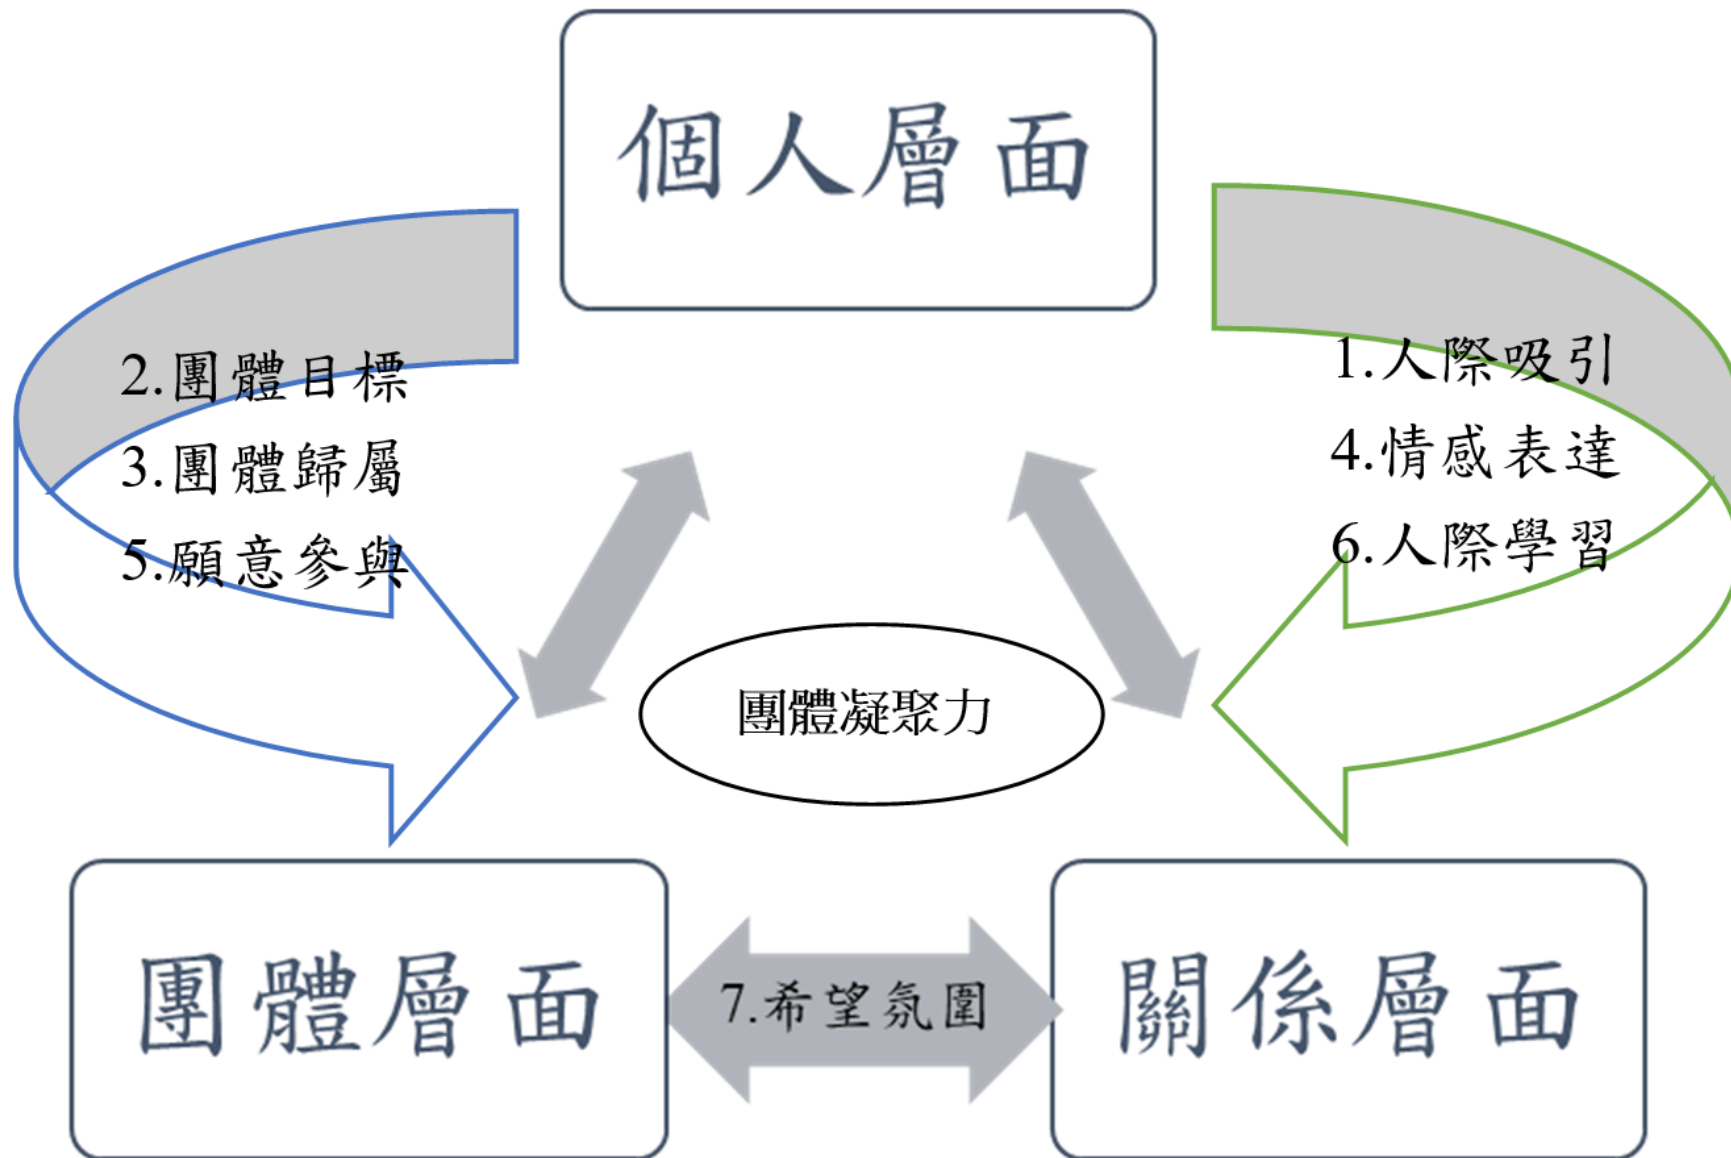 個人層面
2.團體目標
3.團體歸屬
5.願意參與
1.人際吸引
4.情感表達
6.人際學習
團體凝聚力
團體層面
7.希望氛圍
關係層面